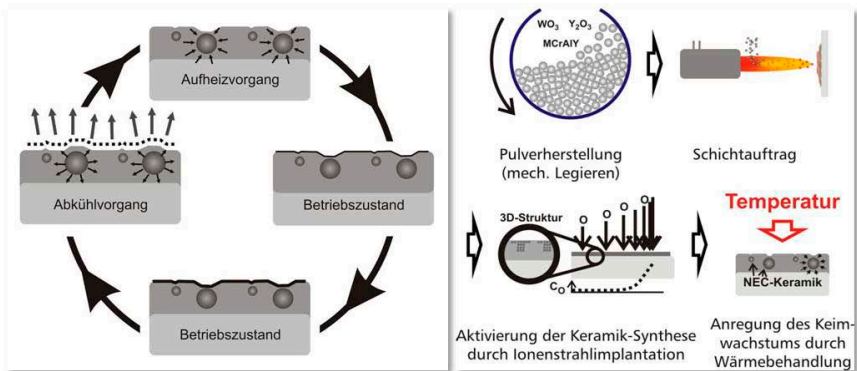 Aufheizvorgang
Abkühlvorgang
Betriebszustand
Betriebszustand
WO₃ Y₂O₃
MCrAlY
Pulverherstellung
(mech. Legieren)
Schichtauftrag
3D-Struktur
O O O O O
C_O
Aktivierung der Keramik-Synthese
durch Ionenstrahlimplantation
Temperatur
NEC-Keramik
Anregung des Keim-
wachstums durch
Wärmebehandlung